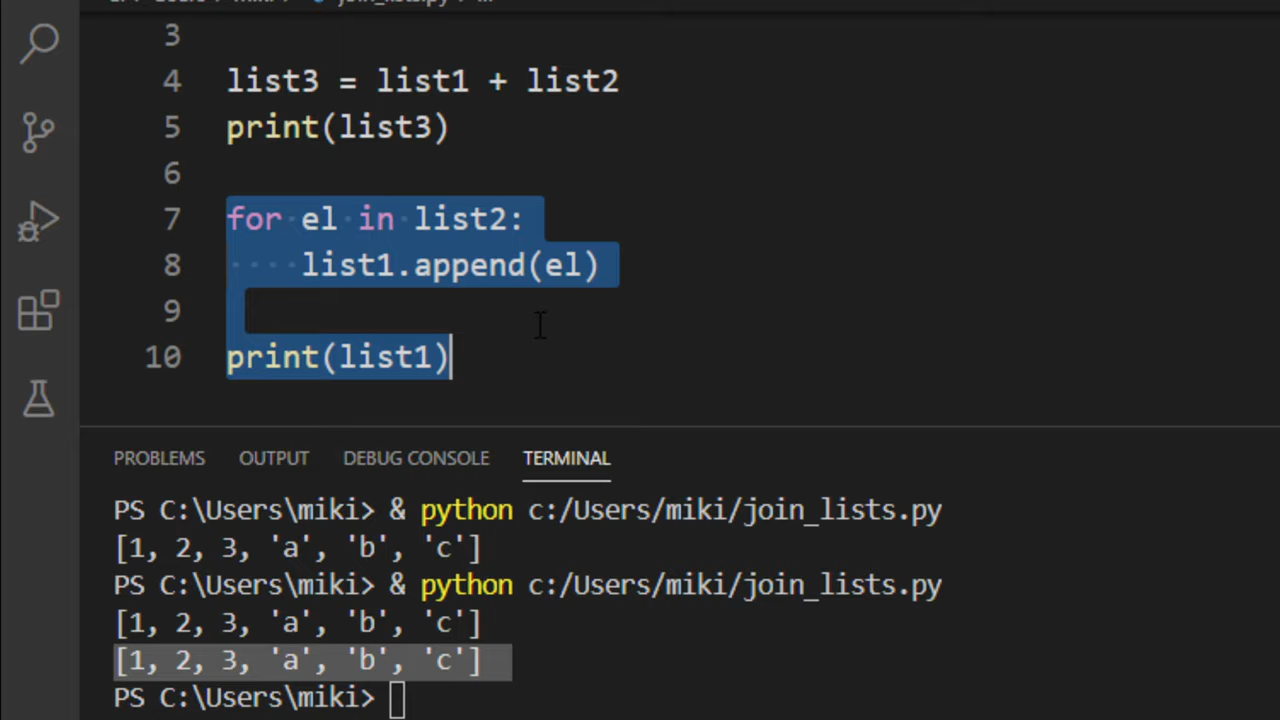 join_lists.py
3
4 list3 = list1 + list2
5 print(list3)
6
7 for el in list2:
8 list1.append(el)
9
10 print(list1)
PROBLEMS OUTPUT DEBUG CONSOLE TERMINAL
PS C:\Users\miki> & python c:/Users/miki/join_lists.py
[1, 2, 3, 'a', 'b', 'c']
PS C:\Users\miki> & python c:/Users/miki/join_lists.py
[1, 2, 3, 'a', 'b', 'c']
[1, 2, 3, 'a', 'b', 'c']
PS C:\Users\miki>